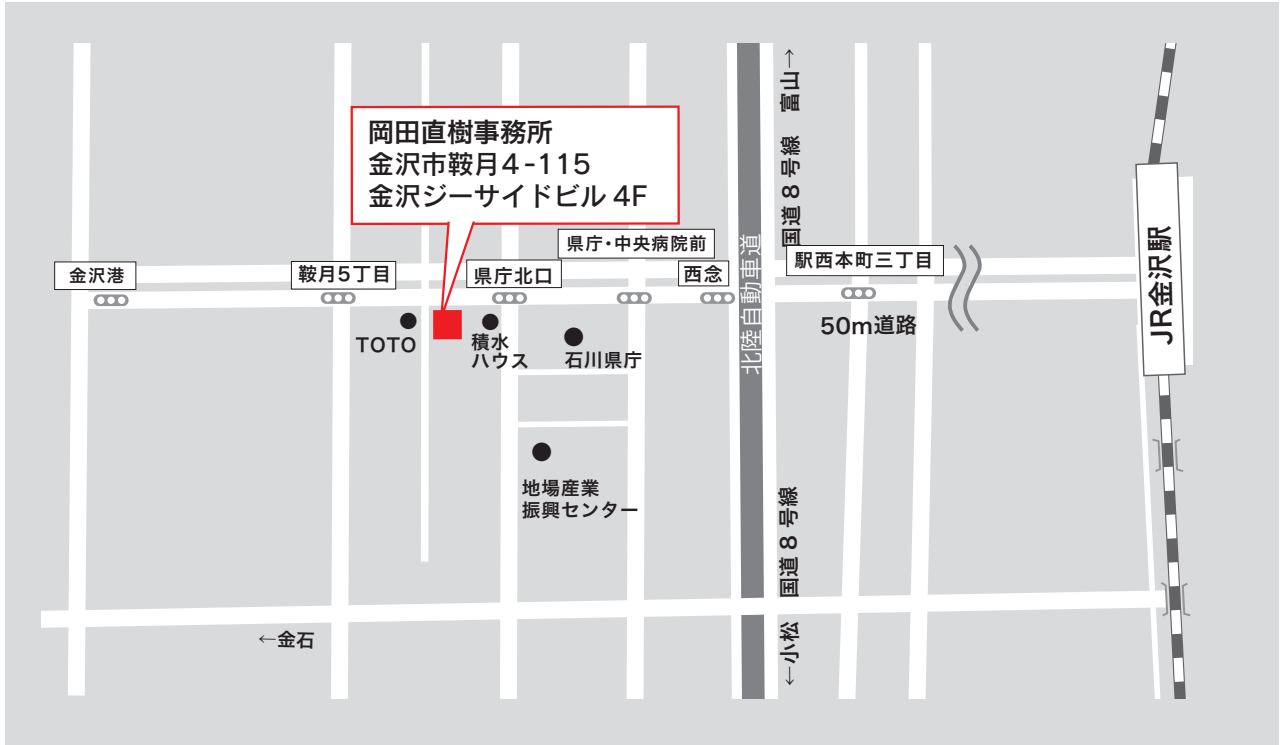 国道8号線 富山→
岡田直樹事務所
金沢市鞍月4-115
金沢ジーサイドビル 4F
県庁・中央病院前
金沢港
鞍月5丁目
県庁北口
西念
駅西本町三丁目
北陸自動車道
JR金沢駅
50m道路
TOTO
積水
ハウス
石川県庁
地場産業
振興センター
←小松 国道8号線
←金石